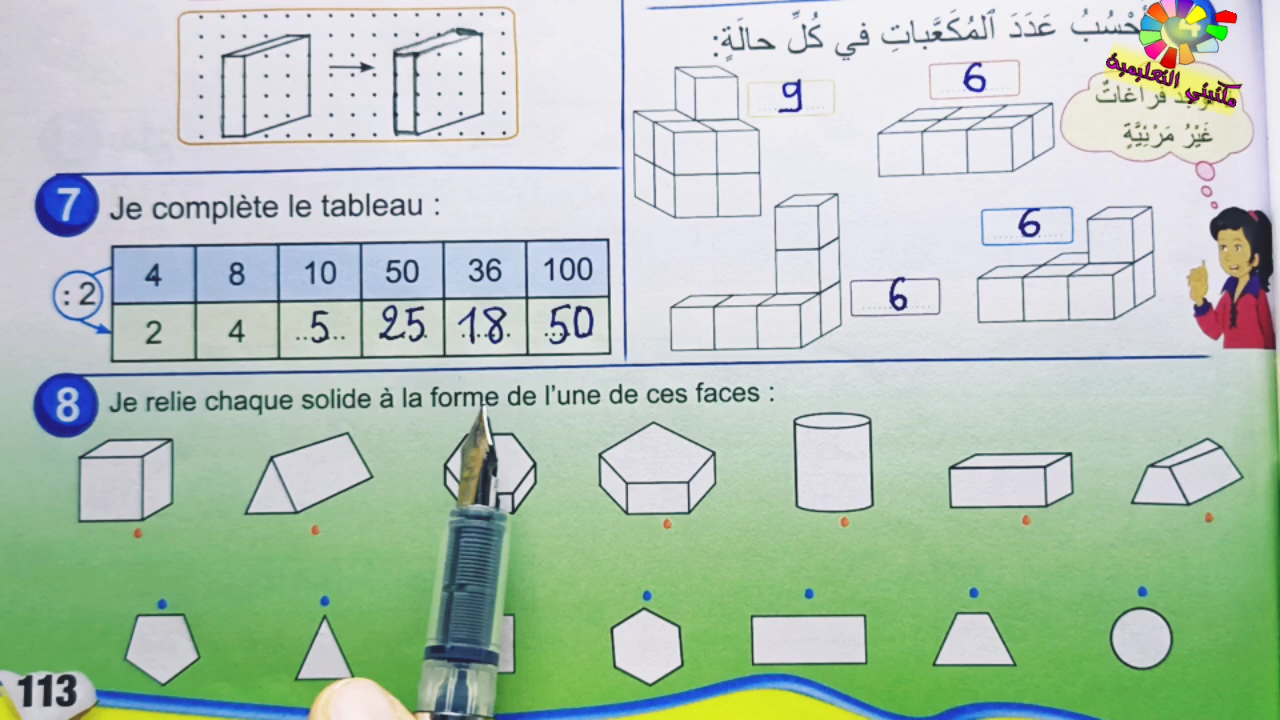 أَحْسُبُ عَدَدَ ٱلْمُكَعَّباتِ في كُلِّ حالَةٍ:
9
6
مكتبتي التعليمية
فَراغاتٌ
غَيْرُ مَرْئِيَّةٍ
6
6
7 Je complète le tableau :
: 2
4 8 10 50 36 100
2 4 ..5.. 25 18 50
8 Je relie chaque solide à la forme de l'une de ces faces :
113